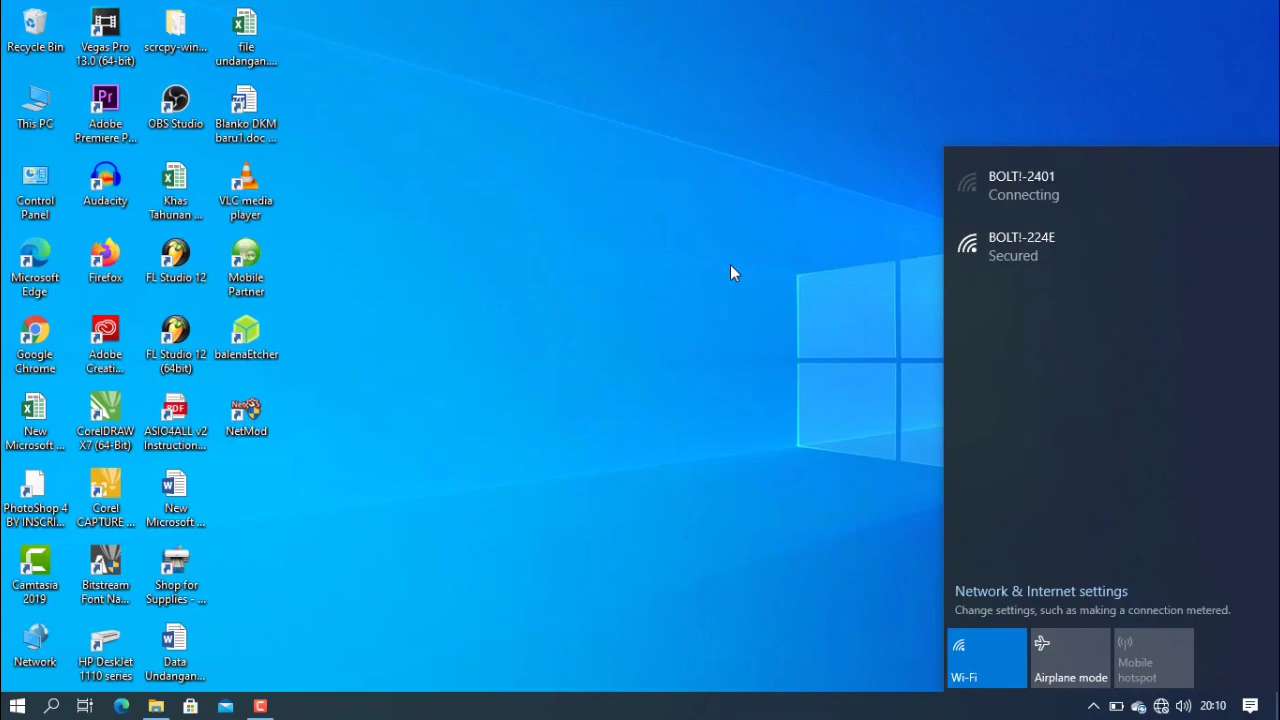 Recycle Bin
Vegas Pro
13.0 (64-bit)
scrcpy-win...
file
undangan....
This PC
Adobe
Premiere P...
OBS Studio
Blanko DKM
baru1.doc ...
Control
Panel
Audacity
Khas
Tahunan ...
VLC media
player
Microsoft
Edge
Firefox
FL Studio 12
Mobile
Partner
Google
Chrome
Adobe
Creati...
FL Studio 12
(64bit)
balenaEtcher
New
Microsoft ...
CorelDRAW
X7 (64-Bit)
ASIO4ALL v2
Instruction...
NetMod
PhotoShop 4
BY INSCRI...
Corel
CAPTURE ...
New
Microsoft ...
Camtasia
2019
Bitstream
Font Na...
Shop for
Supplies - ...
Network
HP DeskJet
1110 series
Data
Undangan...
BOLT!-2401
Connecting
BOLT!-224E
Secured
Network & Internet settings
Change settings, such as making a connection metered.
Wi-Fi
Airplane mode
Mobile
hotspot
20:10